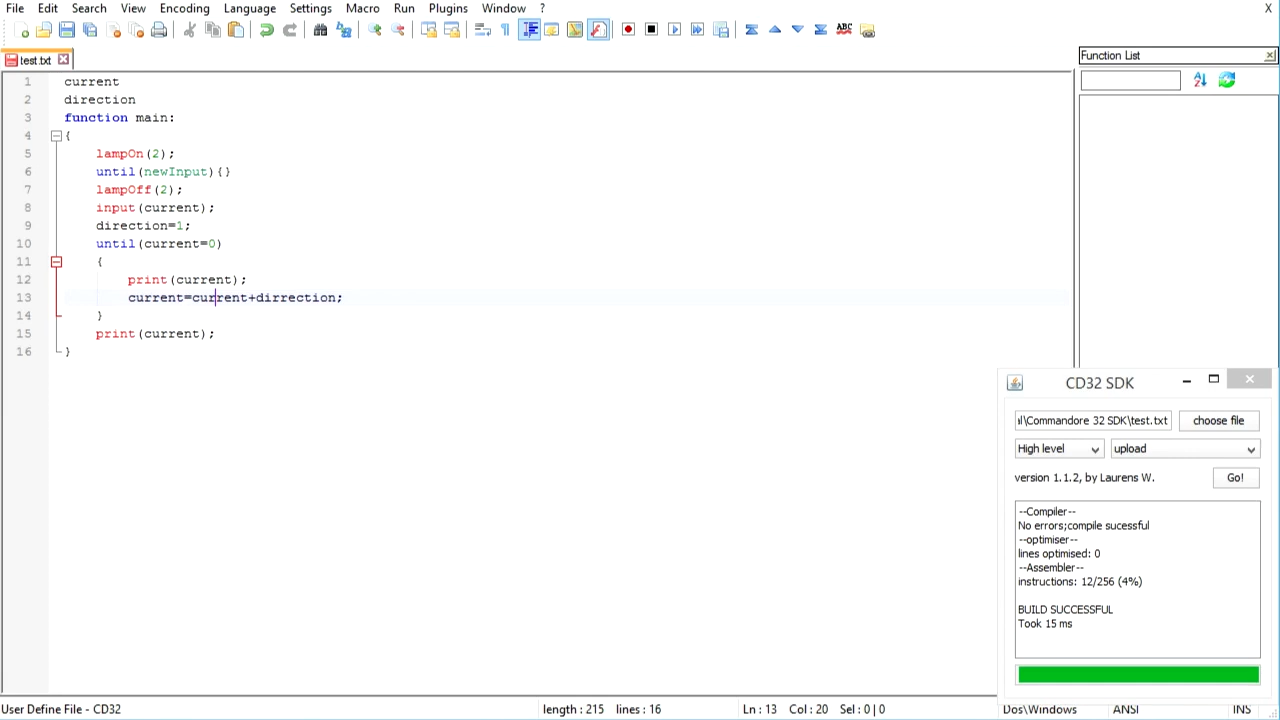 File Edit Search View Encoding Language Settings Macro Run Plugins Window ? X
ABC
test.txt
Function List
1 current
2 direction
3 function main:
4 {
5 lampOn(2);
6 until(newInput){}
7 lampOff(2);
8 input(current);
9 direction=1;
10 until(current=0)
11 {
12 print(current);
13 current=current+dirrection;
14 }
15 print(current);
16 }
CD32 SDK
l\Commandore 32 SDK\test.txt choose file
High level upload
version 1.1.2, by Laurens W. Go!
--Compiler--
No errors;compile sucessful
--optimiser--
lines optimised: 0
--Assembler--
instructions: 12/256 (4%)
BUILD SUCCESSFUL
Took 15 ms
User Define File - CD32 length : 215 lines : 16 Ln : 13 Col : 20 Sel : 0 | 0 Dos\Windows ANSI INS